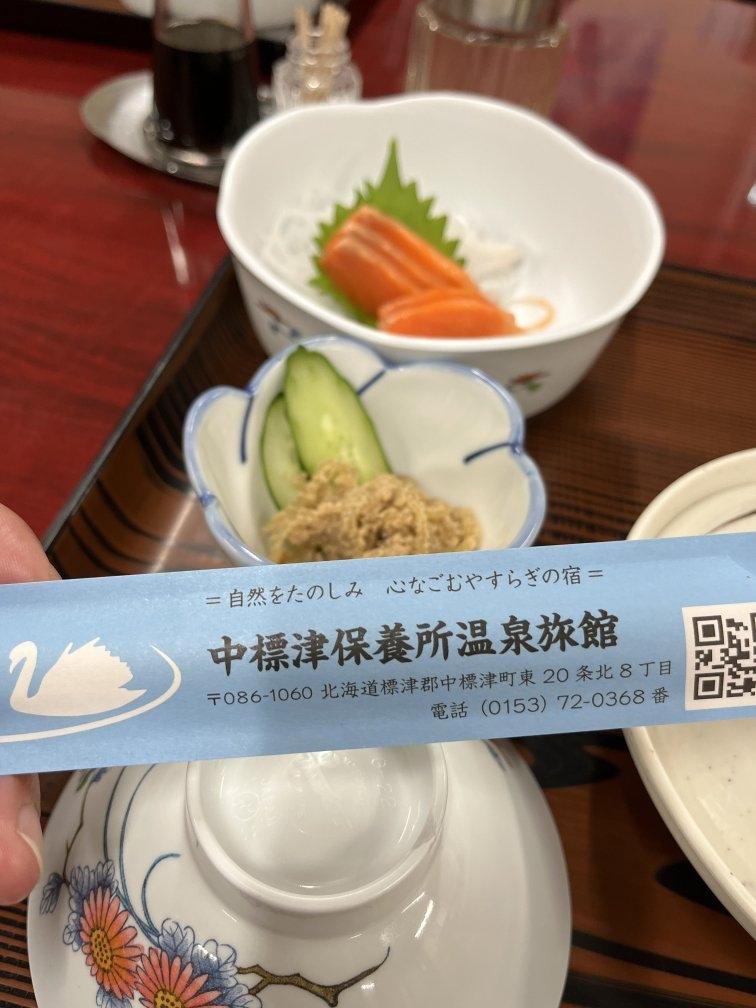 =自然をたのしみ 心なごむやすらぎの宿=
中標津保養所温泉旅館
〒086-1060 北海道標津郡中標津町東 20 条北 8 丁目
電話 (0153) 72-0368 番